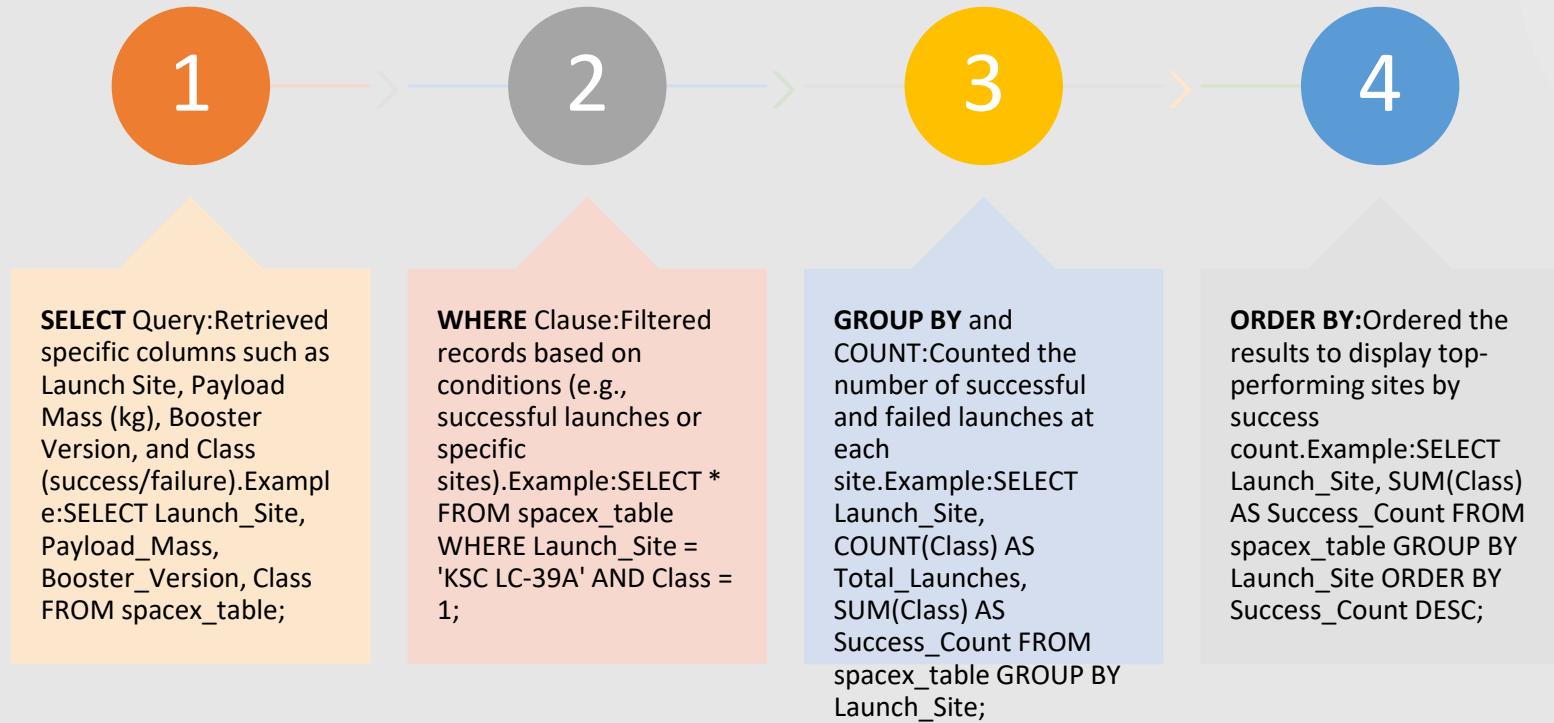 1
2
3
4
SELECT Query:Retrieved
specific columns such as
Launch Site, Payload
Mass (kg), Booster
Version, and Class
(success/failure).Exampl
e:SELECT Launch_Site,
Payload_Mass,
Booster_Version, Class
FROM spacex_table;
WHERE Clause:Filtered
records based on
conditions (e.g.,
successful launches or
specific
sites).Example:SELECT *
FROM spacex_table
WHERE Launch_Site =
'KSC LC-39A' AND Class =
1;
GROUP BY and
COUNT:Counted the
number of successful
and failed launches at
each
site.Example:SELECT
Launch_Site,
COUNT(Class) AS
Total_Launches,
SUM(Class) AS
Success_Count FROM
spacex_table GROUP BY
Launch_Site;
ORDER BY:Ordered the
results to display top-
performing sites by
success
count.Example:SELECT
Launch_Site, SUM(Class)
AS Success_Count FROM
spacex_table GROUP BY
Launch_Site ORDER BY
Success_Count DESC;